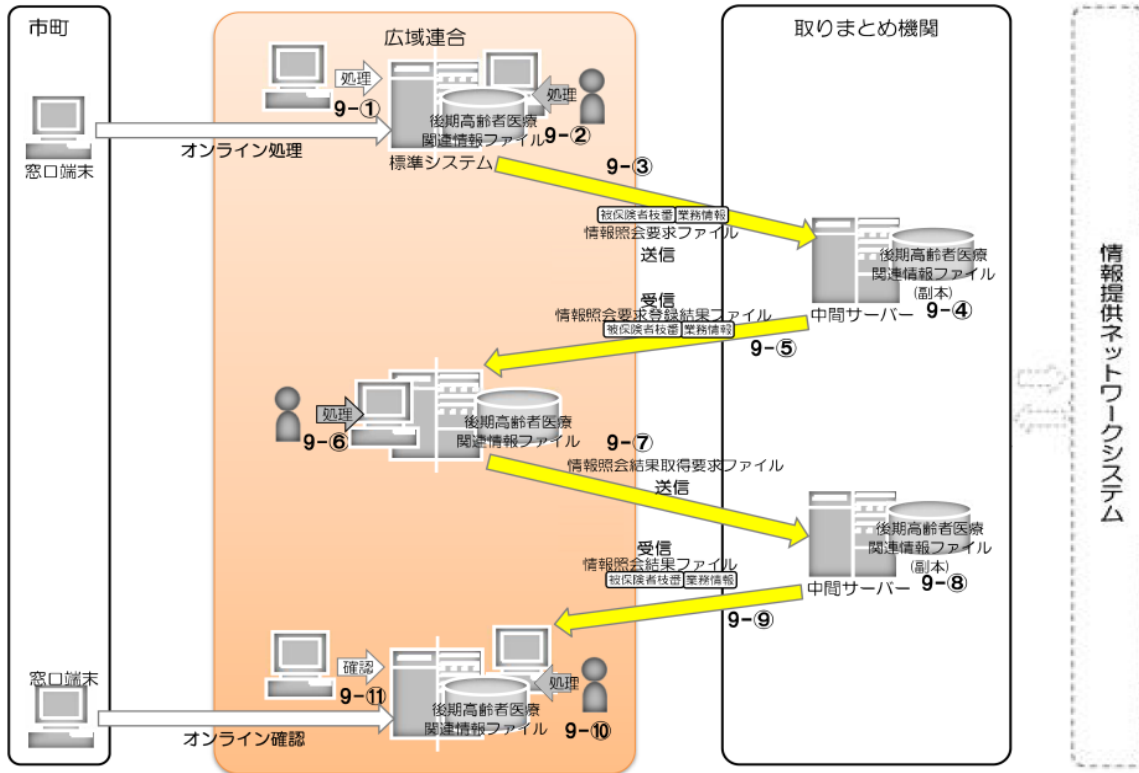 市町
広域連合
取りまとめ機関
処理
9-①
処理
9-②
後期高齢者医療
関連情報ファイル
標準システム
オンライン処理
窓口端末
9-③
被保険者枝番 業務情報
情報照会要求ファイル
送信
後期高齢者医療
関連情報ファイル
(副本)
中間サーバー
9-④
受信
情報照会要求登録結果ファイル
被保険者枝番 業務情報
9-⑤
処理
9-⑥
後期高齢者医療
関連情報ファイル
9-⑦
情報照会結果取得要求ファイル
送信
後期高齢者医療
関連情報ファイル
(副本)
中間サーバー
9-⑧
受信
情報照会結果ファイル
被保険者枝番 業務情報
9-⑨
窓口端末
確認
9-⑪
処理
9-⑩
後期高齢者医療
関連情報ファイル
オンライン確認
情報提供ネットワークシステム